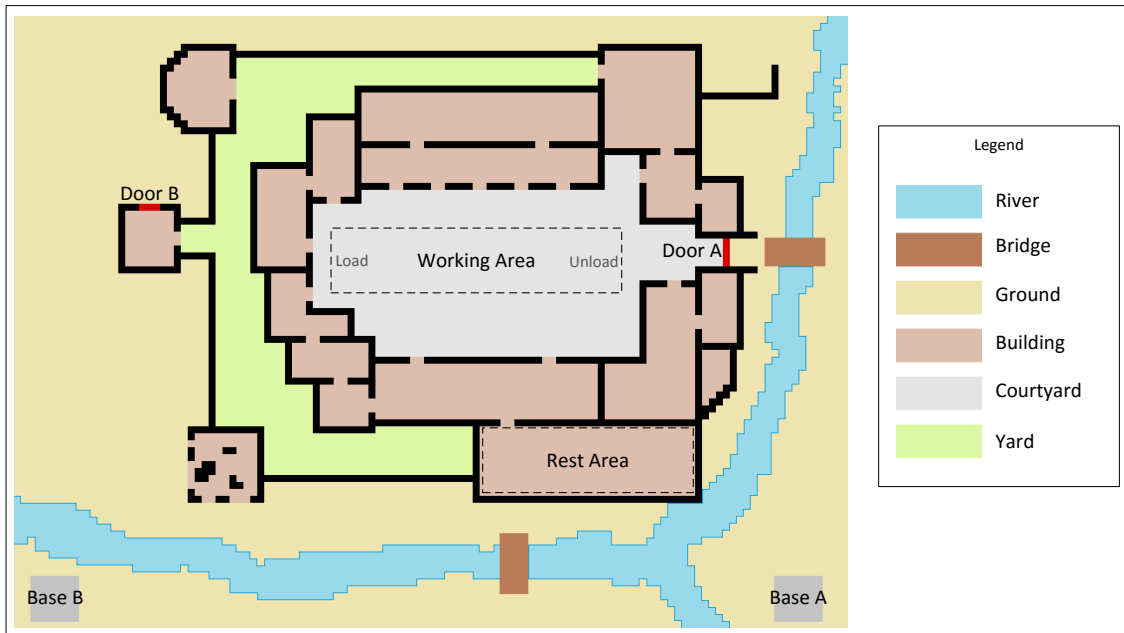 Legend
River
Bridge
Ground
Building
Courtyard
Yard
Door B
Door A
Load
Working Area
Unload
Rest Area
Base B
Base A